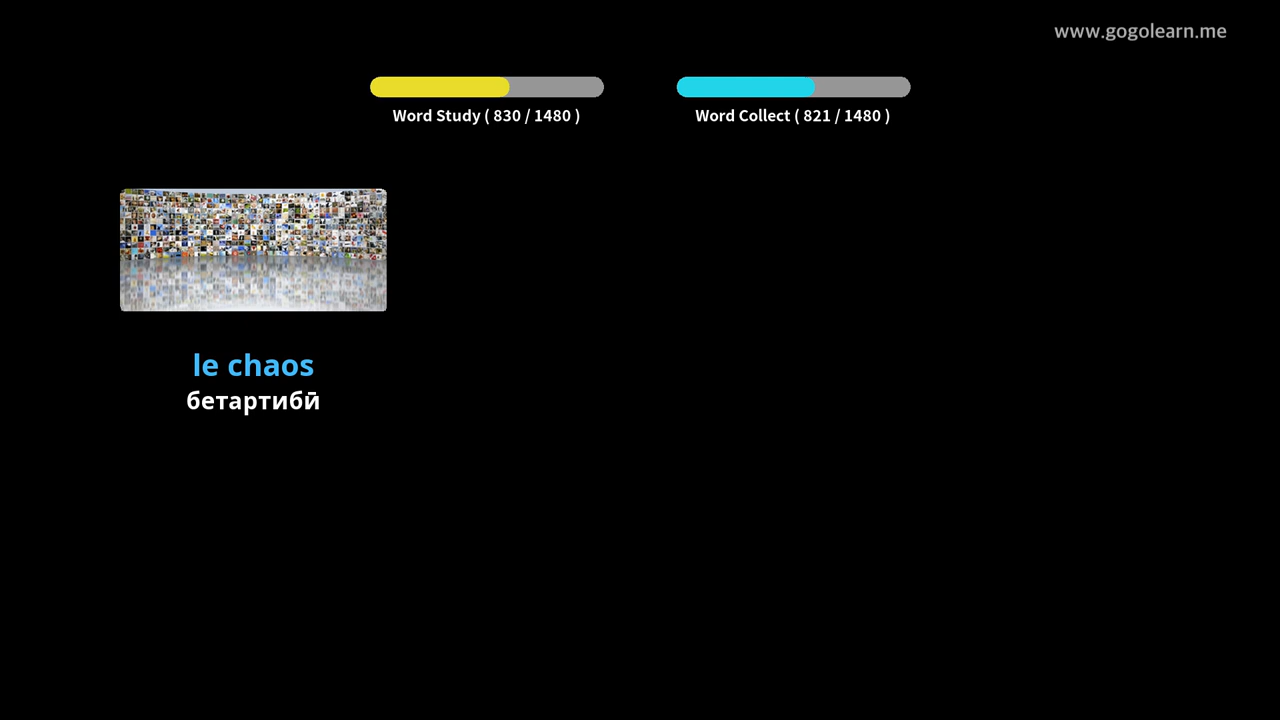 www.gogolearn.me
Word Study ( 830 / 1480 )
Word Collect ( 821 / 1480 )
le chaos
бетартибӣ